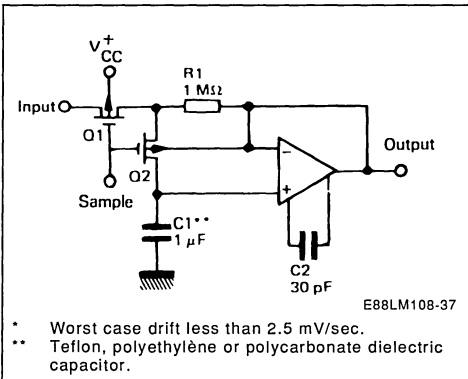 V+CC
R1
1 MΩ
Input
Q1
Q2
Sample
Output
−
+
C1**
1 µF
C2
30 pF
E88LM108-37
* Worst case drift less than 2.5 mV/sec.
** Teflon, polyethylène or polycarbonate dielectric
capacitor.